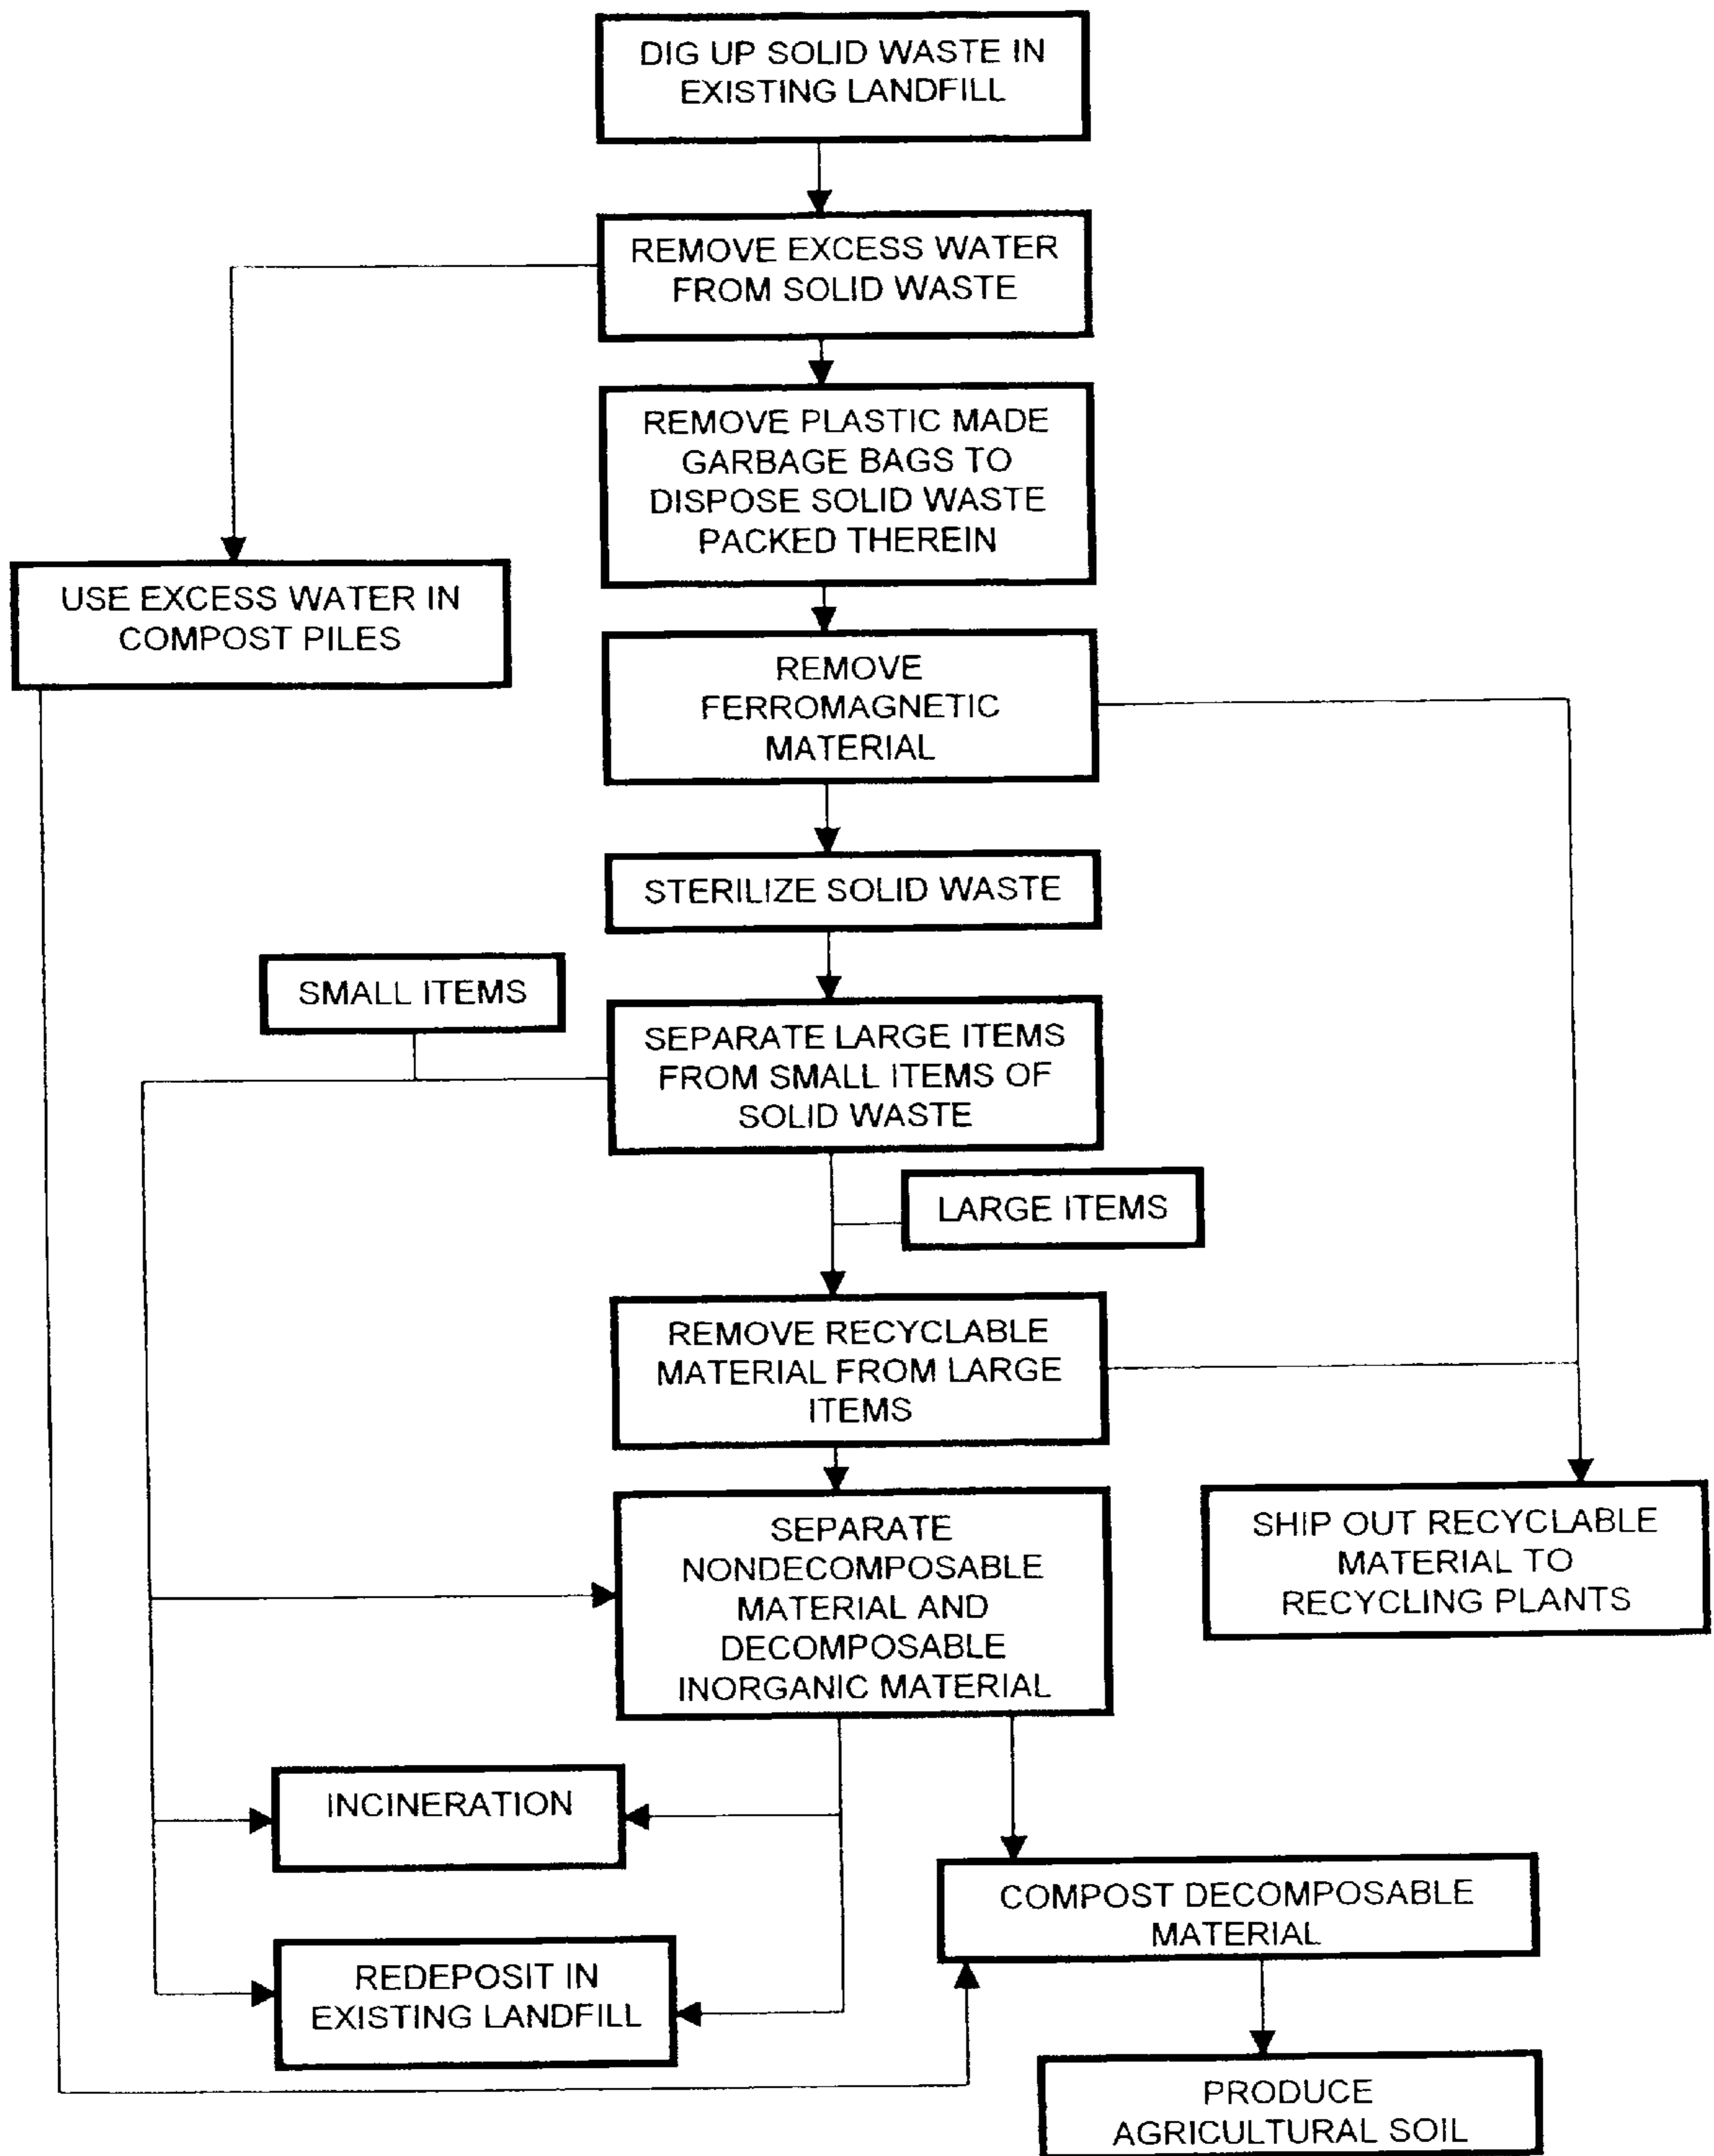 DIG UP SOLID WASTE IN
EXISTING LANDFILL
REMOVE EXCESS WATER
FROM SOLID WASTE
REMOVE PLASTIC MADE
GARBAGE BAGS TO
DISPOSE SOLID WASTE
PACKED THEREIN
USE EXCESS WATER IN
COMPOST PILES
REMOVE
FERROMAGNETIC
MATERIAL
STERILIZE SOLID WASTE
SMALL ITEMS
SEPARATE LARGE ITEMS
FROM SMALL ITEMS OF
SOLID WASTE
LARGE ITEMS
REMOVE RECYCLABLE
MATERIAL FROM LARGE
ITEMS
SEPARATE
NONDECOMPOSABLE
MATERIAL AND
DECOMPOSABLE
INORGANIC MATERIAL
SHIP OUT RECYCLABLE
MATERIAL TO
RECYCLING PLANTS
INCINERATION
COMPOST DECOMPOSABLE
MATERIAL
REDEPOSIT IN
EXISTING LANDFILL
PRODUCE
AGRICULTURAL SOIL